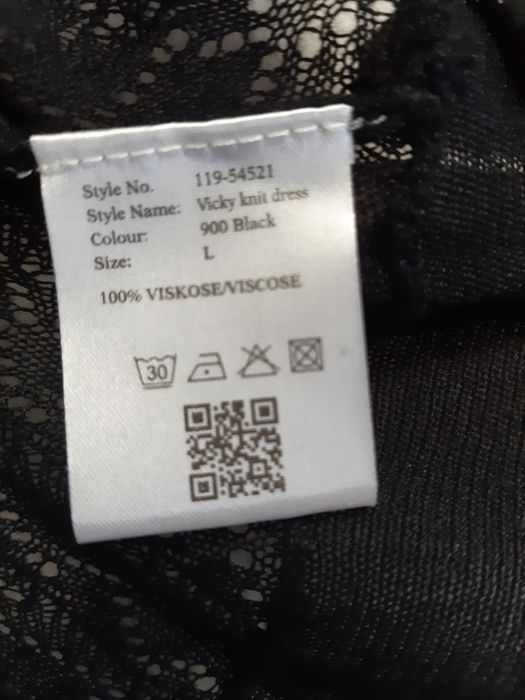 Style No. 119-54521
Style Name: Vicky knit dress
Colour: 900 Black
Size: L
100% VISKOSE/VISCOSE
30